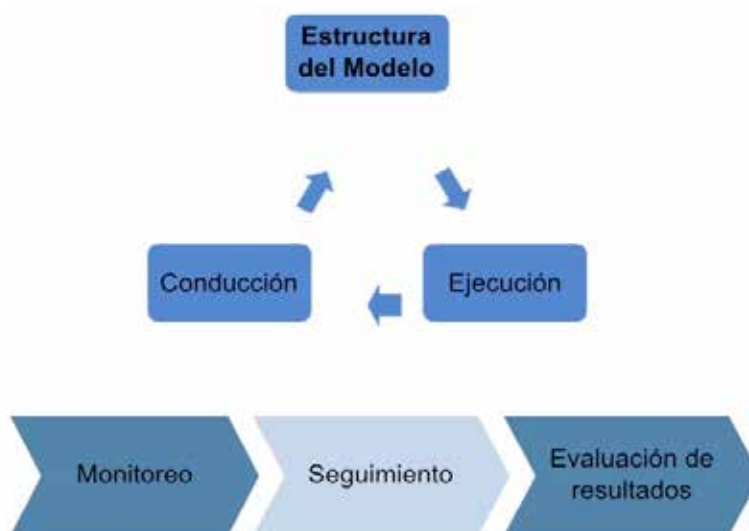 Estructura
del Modelo
Conducción
Ejecución
Monitoreo
Seguimiento
Evaluación de
resultados